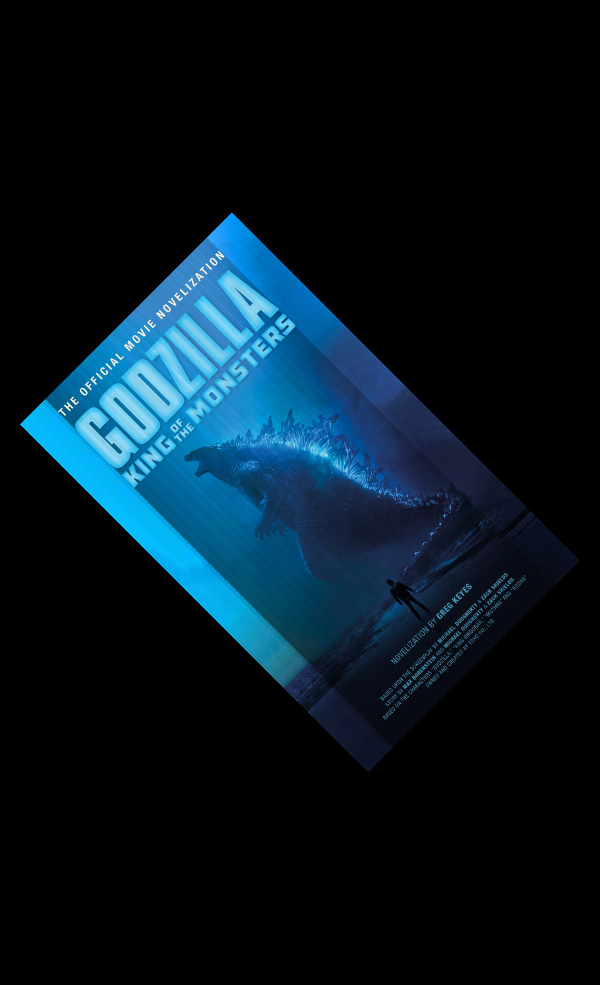 THE OFFICIAL MOVIE NOVELIZATION
GODZILLA
KING OF THE MONSTERS
NOVELIZATION BY GREG KEYES
BASED UPON THE SCREENPLAY BY MICHAEL DOUGHERTY & ZACH SHIELDS
STORY BY MAX BORENSTEIN AND MICHAEL DOUGHERTY & ZACH SHIELDS
BASED ON THE CHARACTERS "GODZILLA," "KING GHIDORAH," "MOTHRA" AND "RODAN"
OWNED AND CREATED BY TOHO CO., LTD